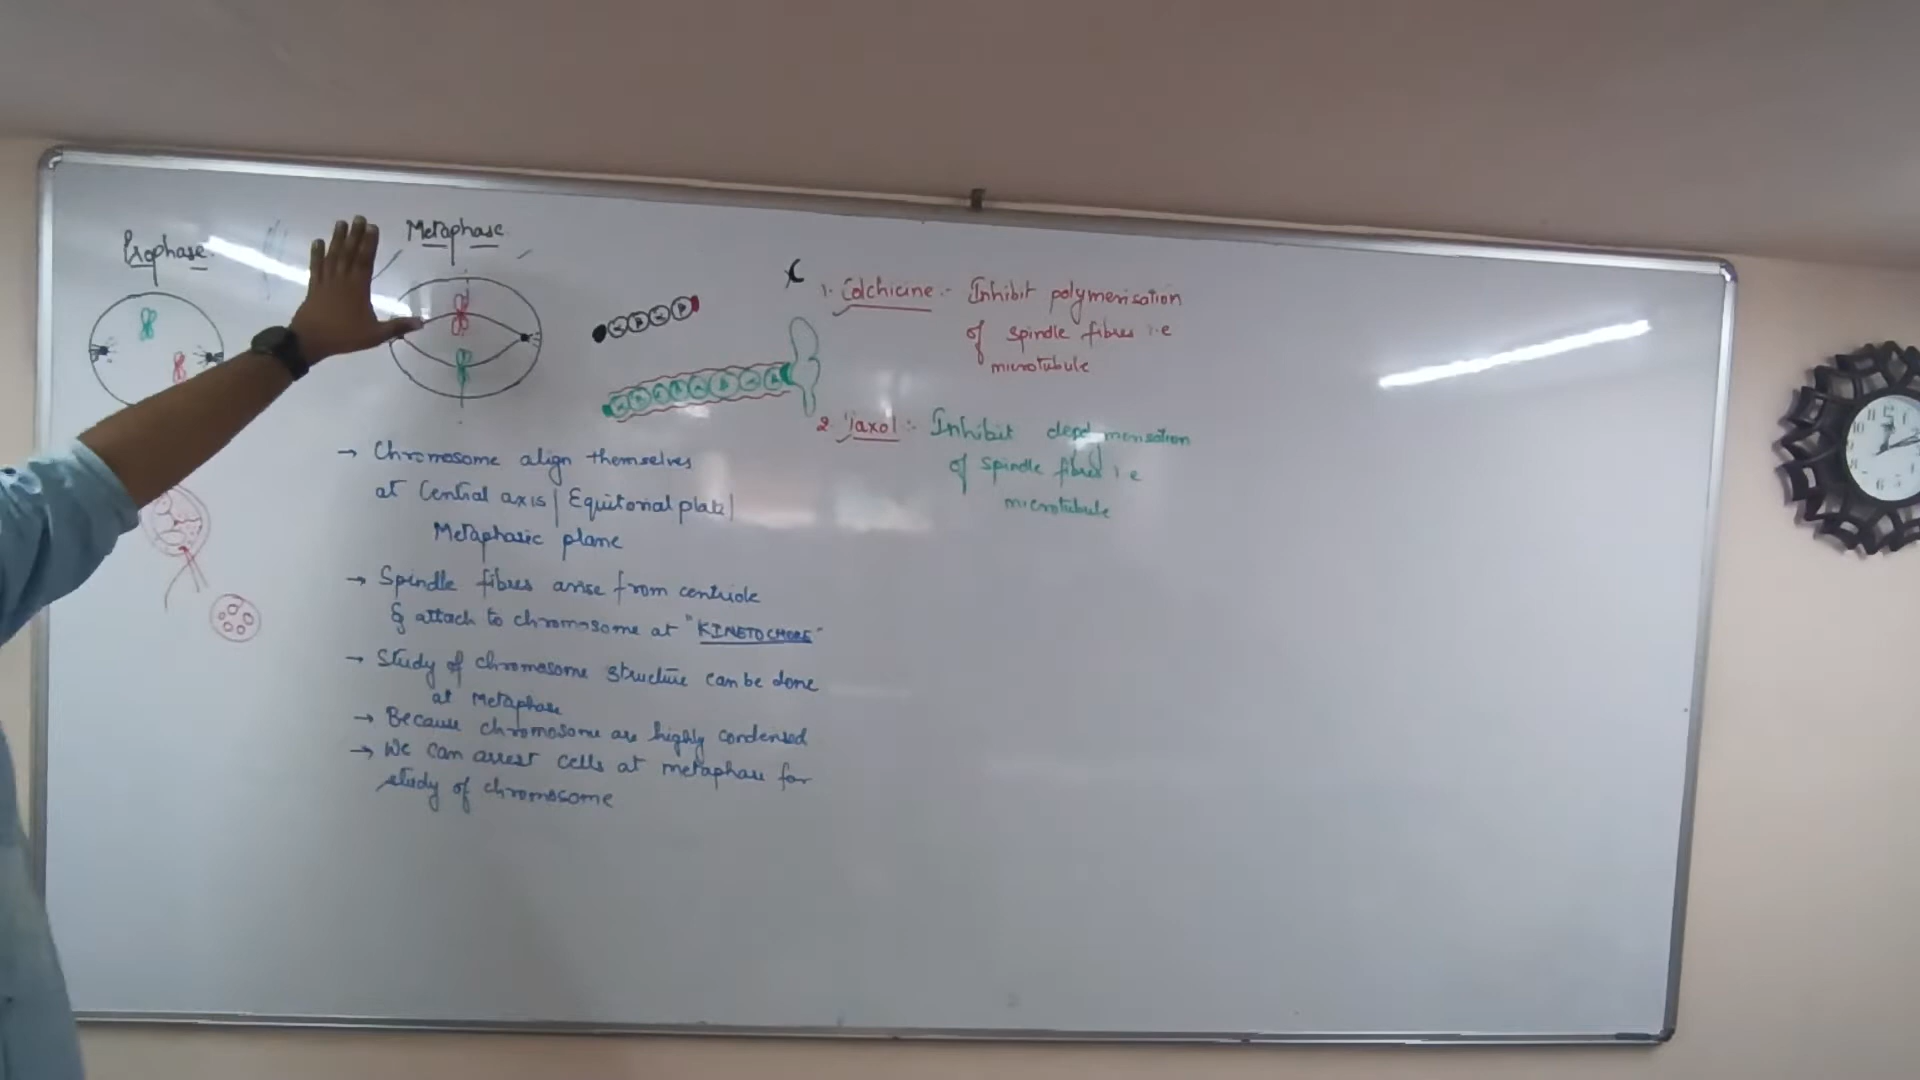 Prophase
Metaphase
→ Chromosome align themselves
at Central axis | Equitorial plate |
Metaphasic plane
→ Spindle fibres arise from centriole
& attach to chromosome at "KINETOCHORE"
→ Study of chromosome structure can be done
at Metaphase
→ Because chromosome are highly condensed
→ We can arrest cells at metaphase for
study of chromosome
1. Colchicine :- Inhibit polymerisation
of spindle fibres i.e
microtubule
2. Taxol :- Inhibit depolymerisation
of spindle fibres i.e
microtubule